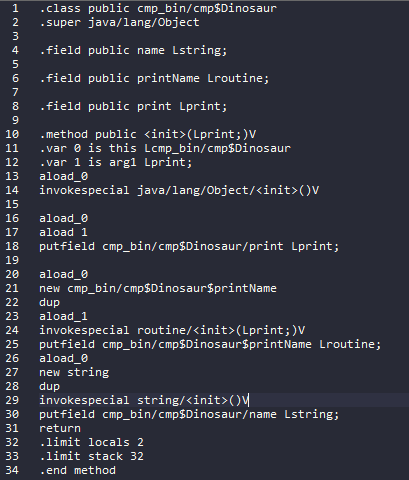 1 .class public cmp_bin/cmp$Dinosaur
2 .super java/lang/Object
3
4 .field public name Lstring;
5
6 .field public printName Lroutine;
7
8 .field public print Lprint;
9
10 .method public <init>(Lprint;)V
11 .var 0 is this Lcmp_bin/cmp$Dinosaur
12 .var 1 is arg1 Lprint;
13 aload_0
14 invokespecial java/lang/Object/<init>()V
15
16 aload_0
17 aload 1
18 putfield cmp_bin/cmp$Dinosaur/print Lprint;
19
20 aload_0
21 new cmp_bin/cmp$Dinosaur$printName
22 dup
23 aload_1
24 invokespecial routine/<init>(Lprint;)V
25 putfield cmp_bin/cmp$Dinosaur$printName Lroutine;
26 aload_0
27 new string
28 dup
29 invokespecial string/<init>()V
30 putfield cmp_bin/cmp$Dinosaur/name Lstring;
31 return
32 .limit locals 2
33 .limit stack 32
34 .end method